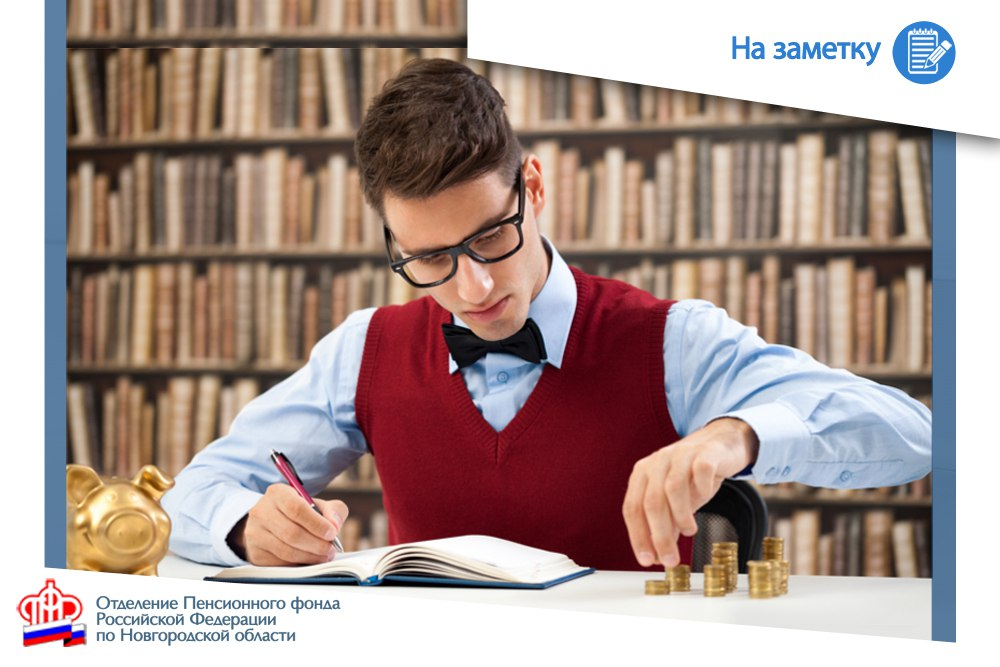 На заметку
Отделение Пенсионного фонда
Российской Федерации
по Новгородской области